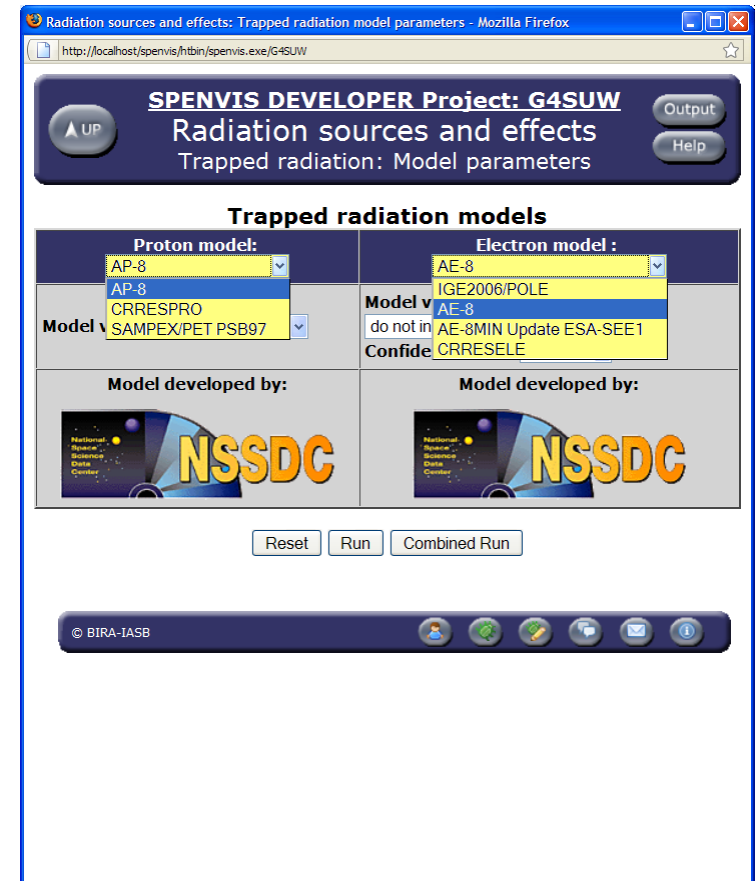 Radiation sources and effects: Trapped radiation model parameters - Mozilla Firefox
http://localhost/spenvis/htbin/spenvis.exe/G4SUW
SPENVIS DEVELOPER Project: G4SUW
UP
Radiation sources and effects
Trapped radiation: Model parameters
Output
Help
Trapped radiation models
Proton model:
AP-8
AP-8
CRRESPRO
SAMPEX/PET PSB97
Model v
Electron model :
AE-8
IGE2006/POLE
AE-8
AE-8MIN Update ESA-SEE1
CRRESELE
Model v
do not in
Confide
Model developed by:
National
Space
Science
Data
Center
NSSDC
Model developed by:
National
Space
Science
Data
Center
NSSDC
Reset Run Combined Run
© BIRA-IASB